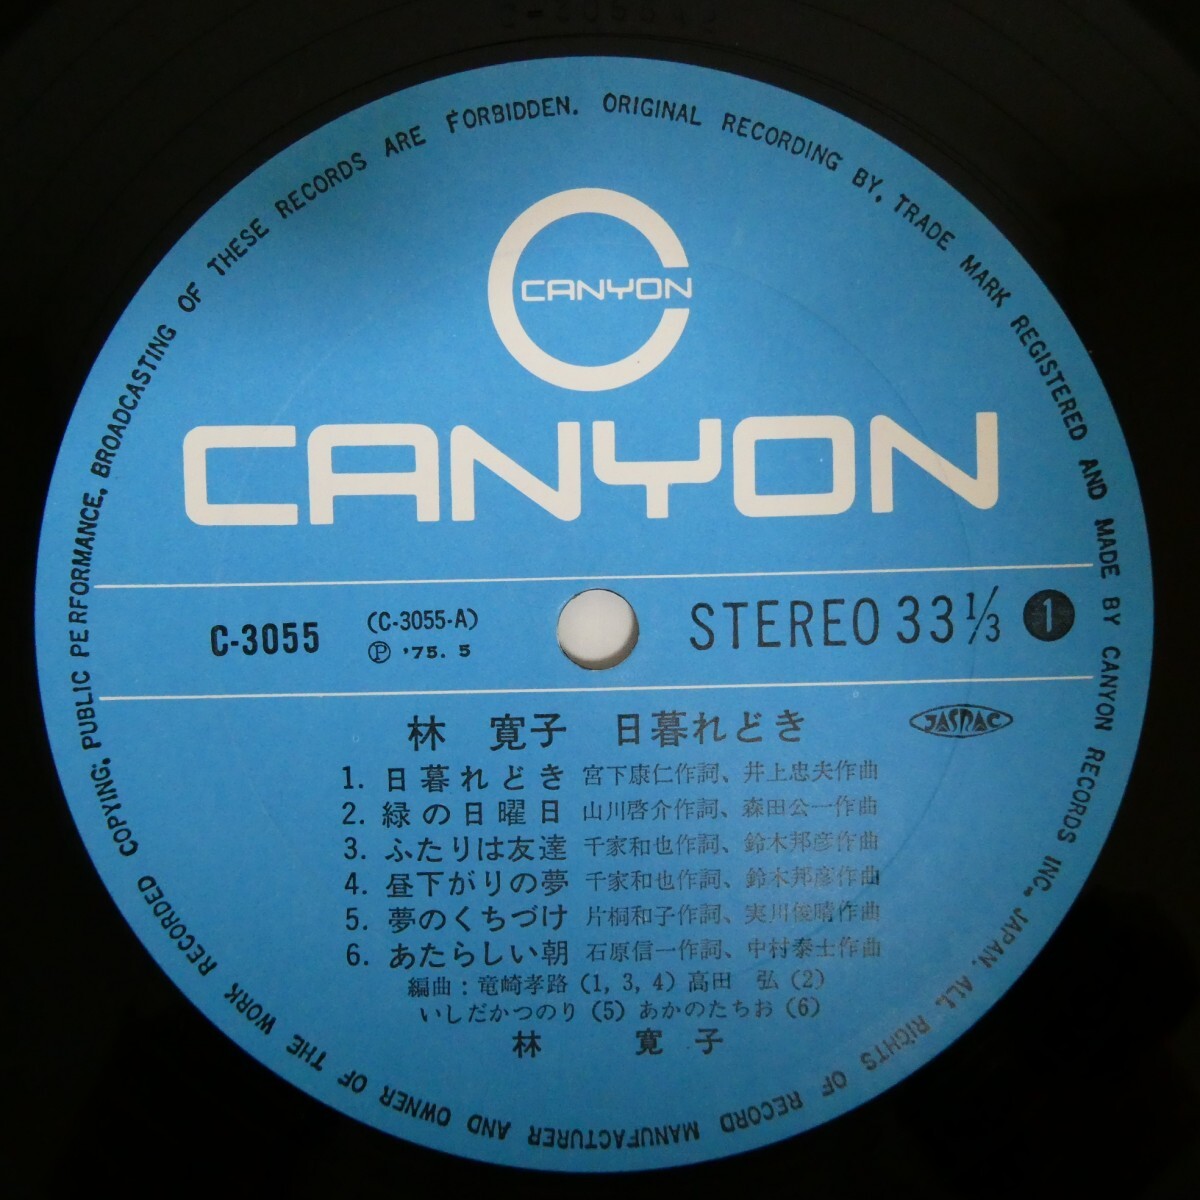 COPYING; PUBLIC PERFORMANCE, BROADCASTING OF THESE RECORDS ARE FORBIDDEN. ORIGINAL RECORDING BY, TRADE MARK REGISTERED AND MADE BY CANYON RECORDS INC., JAPAN, ALL RIGHTS OF RECORD MANUFACTURER AND OWNER OF THE WORK RECORDED
CANYON
CANYON
C-3055 (C-3055-A) STEREO 33 1/3 1
Ⓟ '75. 5
林 寛子 日暮れどき JASRAC
1. 日暮れどき 宮下康仁作詞、井上忠夫作曲
2. 緑の日曜日 山川啓介作詞、森田公一作曲
3. ふたりは友達 千家和也作詞、鈴木邦彦作曲
4. 昼下がりの夢 千家和也作詞、鈴木邦彦作曲
5. 夢のくちづけ 片桐和子作詞、実川俊晴作曲
6. あたらしい朝 石原信一作詞、中村泰士作曲
編曲:竜崎孝路(1,3,4)高田 弘(2)
いしだかつのり(5)あかのたちお(6)
林 寛子